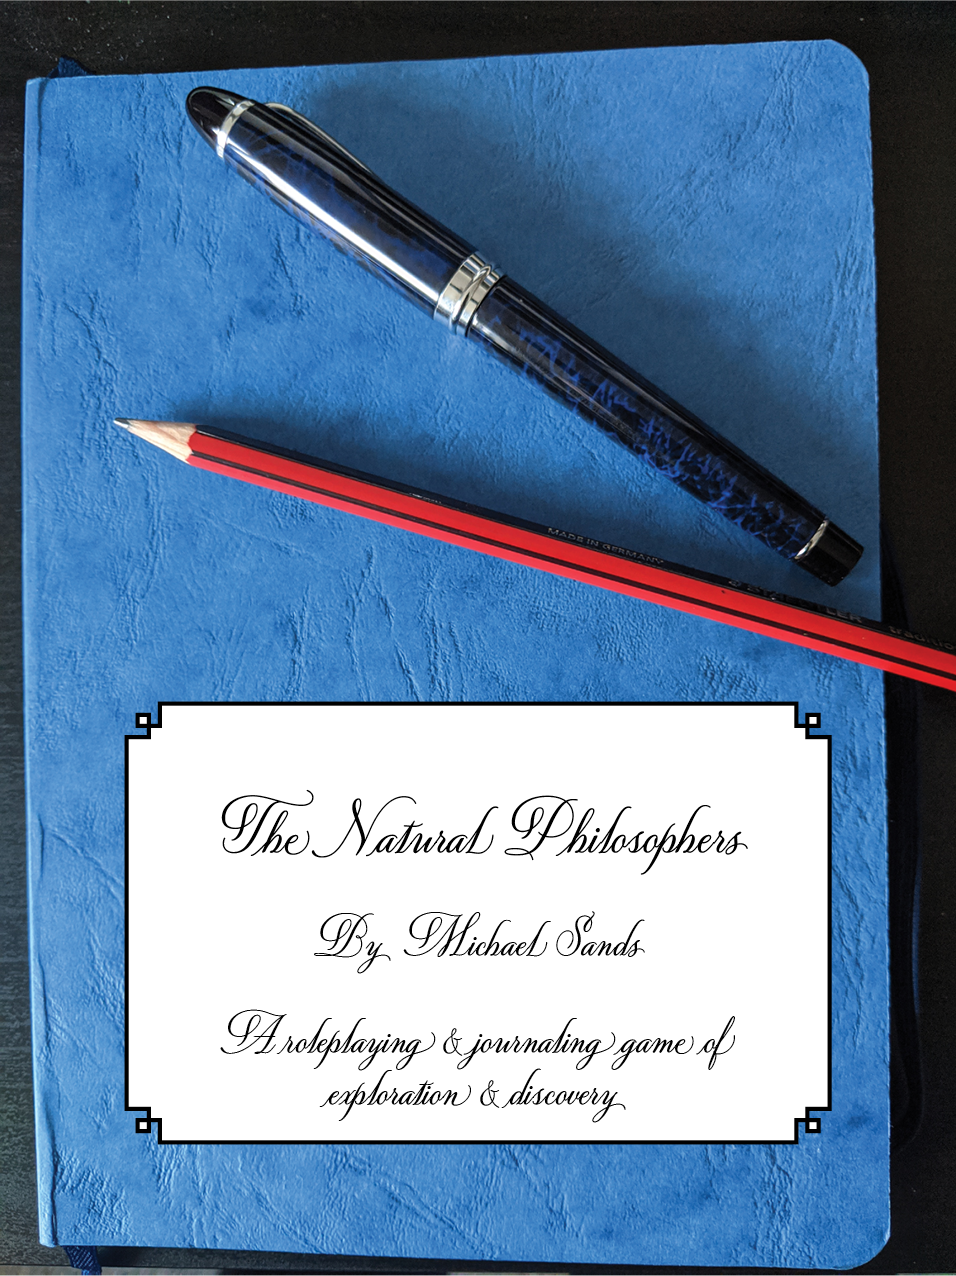 MADE IN GERMANY
The Natural Philosophers
By Michael Sands
A roleplaying & journaling game of
exploration & discovery